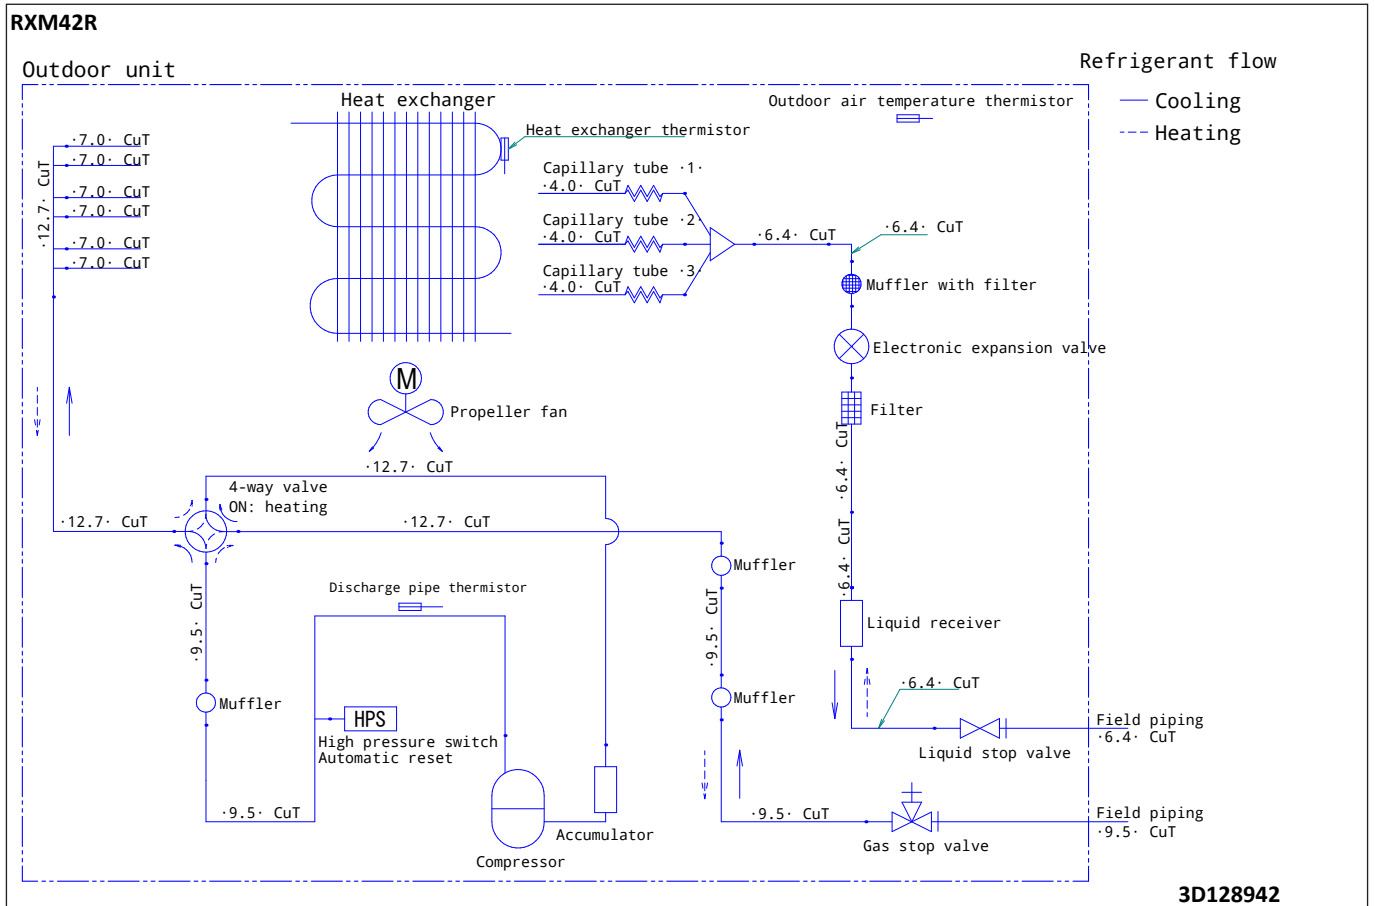 RXM42R
Outdoor unit
Refrigerant flow
Cooling
Heating
Heat exchanger
Outdoor air temperature thermistor
Heat exchanger thermistor
·7.0· CuT
·7.0· CuT
·7.0· CuT
·7.0· CuT
·7.0· CuT
·7.0· CuT
·12.7· CuT
Capillary tube ·1·
·4.0· CuT
Capillary tube ·2·
·4.0· CuT
Capillary tube ·3·
·4.0· CuT
·6.4· CuT
·6.4· CuT
Muffler with filter
Electronic expansion valve
Filter
M
Propeller fan
·6.4· CuT
·12.7· CuT
4-way valve
ON: heating
·12.7· CuT
·12.7· CuT
·6.4· CuT
Muffler
Discharge pipe thermistor
·9.5· CuT
·9.5· CuT
Liquid receiver
Muffler
Muffler
·6.4· CuT
HPS
High pressure switch
Automatic reset
Field piping
·6.4· CuT
Liquid stop valve
·9.5· CuT
·9.5· CuT
Field piping
·9.5· CuT
Accumulator
Gas stop valve
Compressor
3D128942